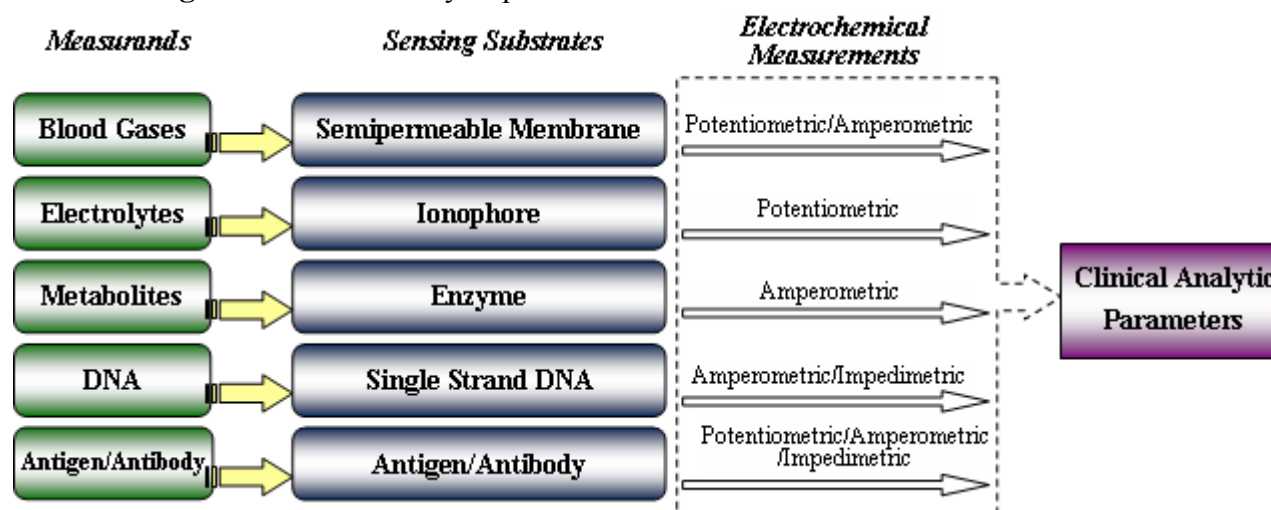 Measurands
Sensing Substrates
Electrochemical
Measurements
Blood Gases
Semipermeable Membrane
Potentiometric/Amperometric
Electrolytes
Ionophore
Potentiometric
Metabolites
Enzyme
Amperometric
Clinical Analytic
Parameters
DNA
Single Strand DNA
Amperometric/Impedimetric
Antigen/Antibody
Antigen/Antibody
Potentiometric/Amperometric
/Impedimetric